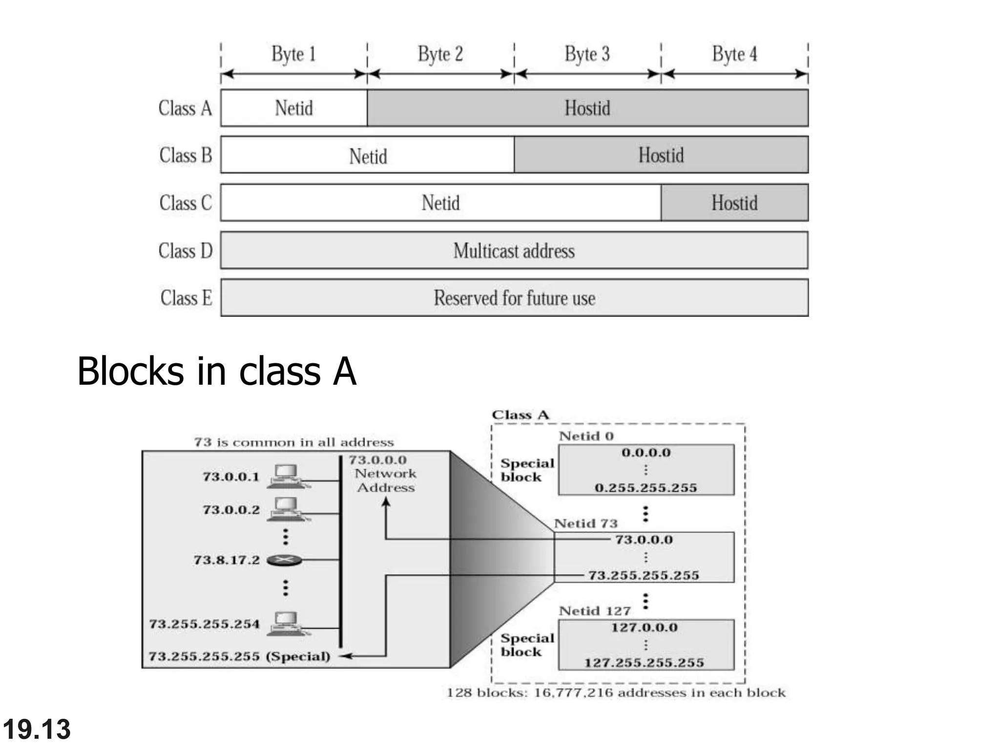 Byte 1 Byte 2 Byte 3 Byte 4
Class A Netid Hostid
Class B Netid Hostid
Class C Netid Hostid
Class D Multicast address
Class E Reserved for future use
Blocks in class A
73 is common in all address
73.0.0.0
Network
Address
73.0.0.1
73.0.0.2
73.8.17.2
73.255.255.254
73.255.255.255 (Special)
Class A
Netid 0
Special
block
0.0.0.0
0.255.255.255
Netid 73
73.0.0.0
73.255.255.255
Netid 127
Special
block
127.0.0.0
127.255.255.255
128 blocks: 16,777,216 addresses in each block
19.13